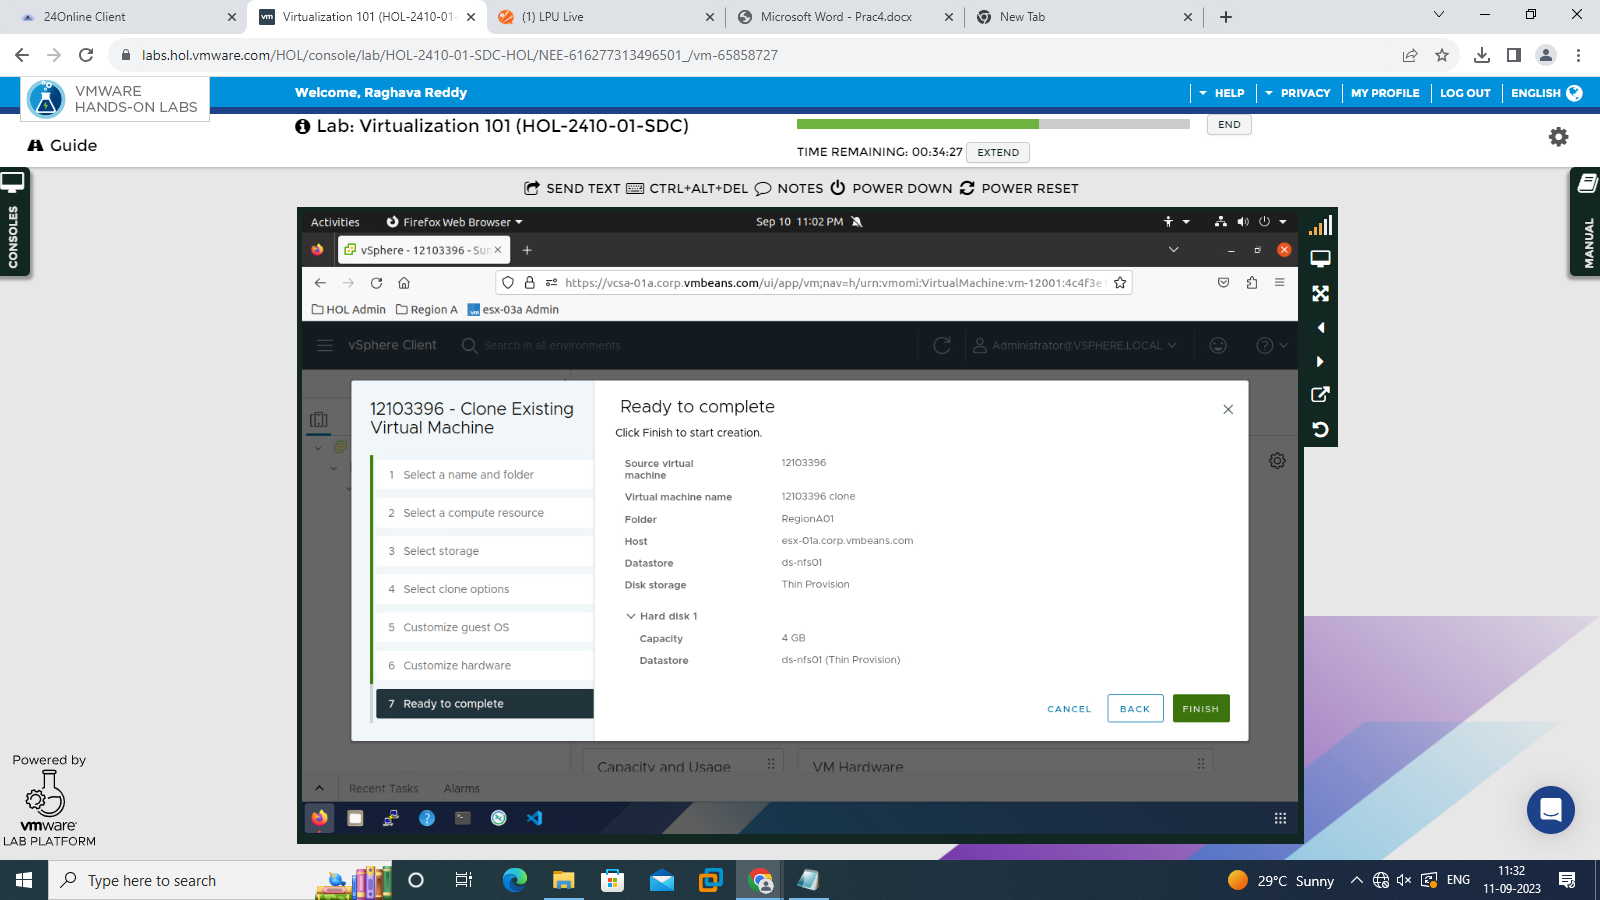 24Online Client
vm Virtualization 101 (HOL-2410-01-
(1) LPU Live
Microsoft Word - Prac4.docx
New Tab
labs.hol.vmware.com/HOL/console/lab/HOL-2410-01-SDC-HOL/NEE-616277313496501_/vm-65858727
VMWARE
HANDS-ON LABS
Welcome, Raghava Reddy
HELP
PRIVACY
MY PROFILE
LOG OUT
ENGLISH
Lab: Virtualization 101 (HOL-2410-01-SDC)
END
Guide
TIME REMAINING: 00:34:27
EXTEND
SEND TEXT
CTRL+ALT+DEL
NOTES
POWER DOWN
POWER RESET
CONSOLES
MANUAL
Activities
Firefox Web Browser
Sep 10 11:02 PM
vSphere - 12103396 - Sum
https://vcsa-01a.corp.vmbeans.com/ui/app/vm;nav=h/urn:vmomi:VirtualMachine:vm-12001:4c4f3e1
HOL Admin
Region A
vm esx-03a Admin
vSphere Client
Search in all environments
Administrator@VSPHERE.LOCAL
12103396 - Clone Existing
Virtual Machine
1 Select a name and folder
2 Select a compute resource
3 Select storage
4 Select clone options
5 Customize guest OS
6 Customize hardware
7 Ready to complete
Ready to complete
Click Finish to start creation.
Source virtual
machine
12103396
Virtual machine name 12103396 clone
Folder RegionA01
Host esx-01a.corp.vmbeans.com
Datastore ds-nfs01
Disk storage Thin Provision
Hard disk 1
Capacity 4 GB
Datastore ds-nfs01 (Thin Provision)
CANCEL
BACK
FINISH
Capacity and Usage
VM Hardware
Recent Tasks
Alarms
Powered by
vmware
LAB PLATFORM
Type here to search
29°C Sunny
ENG
11:32
11-09-2023